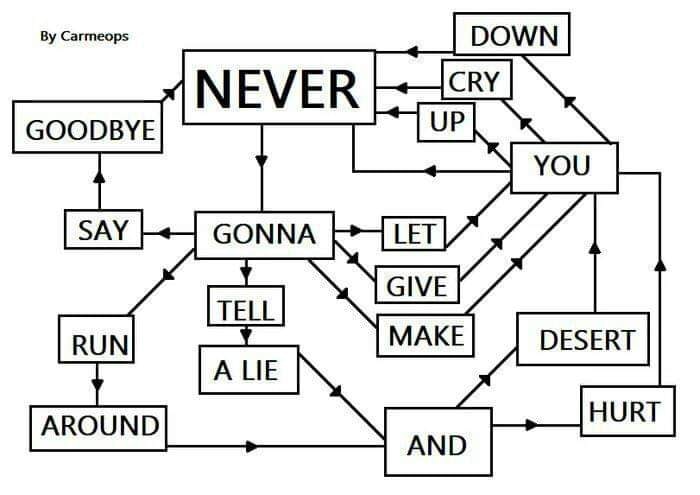 By Carmeops
DOWN
NEVER
CRY
UP
GOODBYE
YOU
SAY
GONNA
LET
GIVE
TELL
MAKE
RUN
DESERT
A LIE
AROUND
HURT
AND